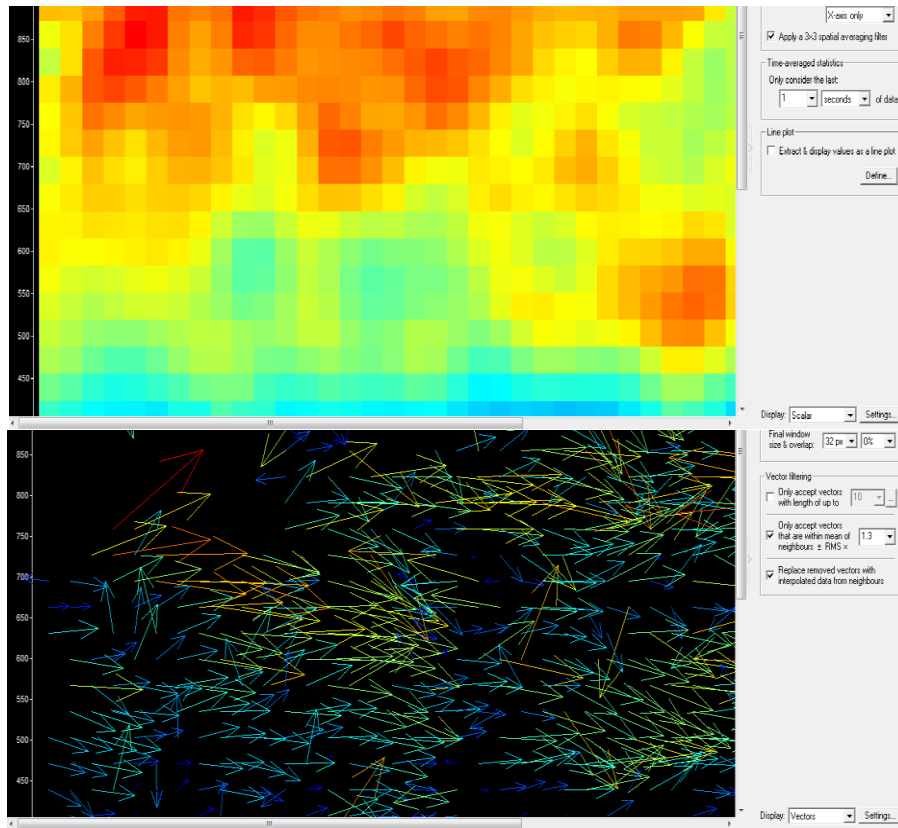 X-axis only
850-
Apply a 3×3 spatial averaging filter
800-
Time-averaged statistics
Only consider the last:
1 seconds of data
750-
Line plot
700-
Extract & display values as a line plot
Define...
650-
600-
550-
500-
450-
Display: Scalar Settings...
Final window
size & overlap: 32 px 0%
850-
Vector filtering
800-
Only accept vectors
with length of up to 10 ...
750-
Only accept vectors
that are within mean of 1.3
neighbours ± RMS ×
700-
Replace removed vectors with
interpolated data from neighbours
650-
600-
550-
500-
450-
Display: Vectors Settings...